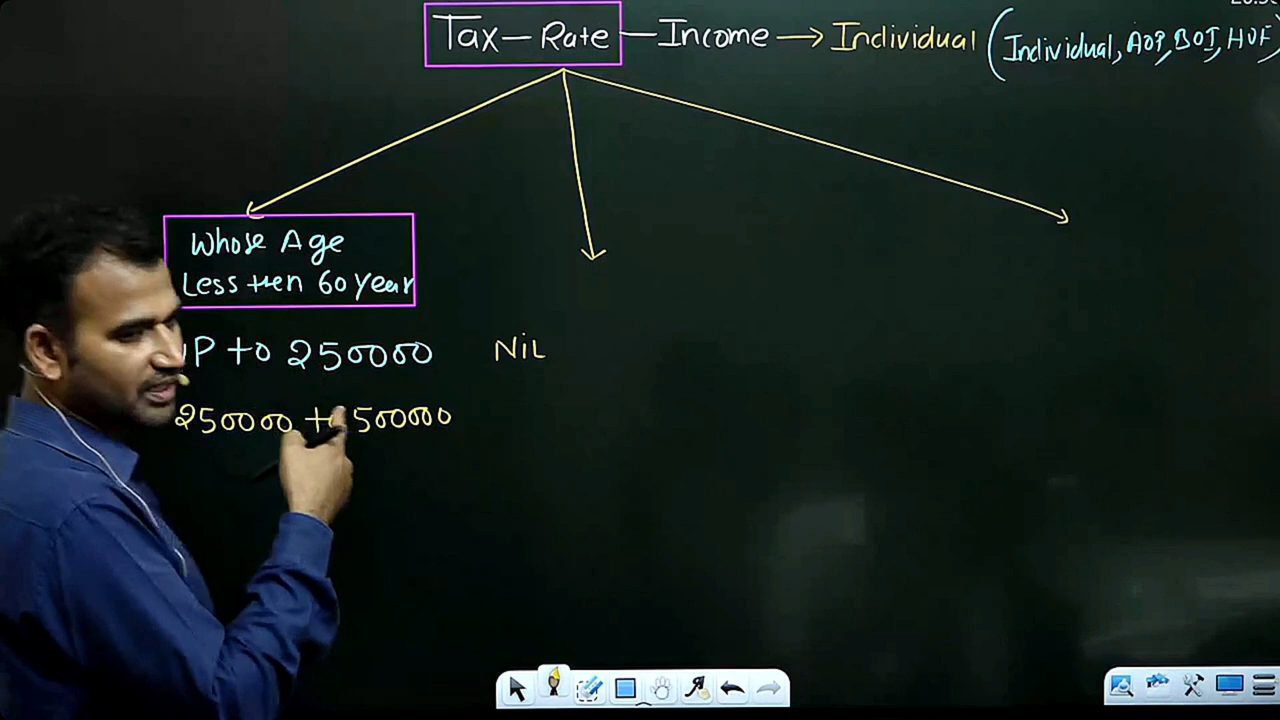 Tax - Rate - Income → Individual (Individual, AOP, BOI, HUF)
Whose Age
Less then 60 year
UP to 250000 Nil
250000 to 500000